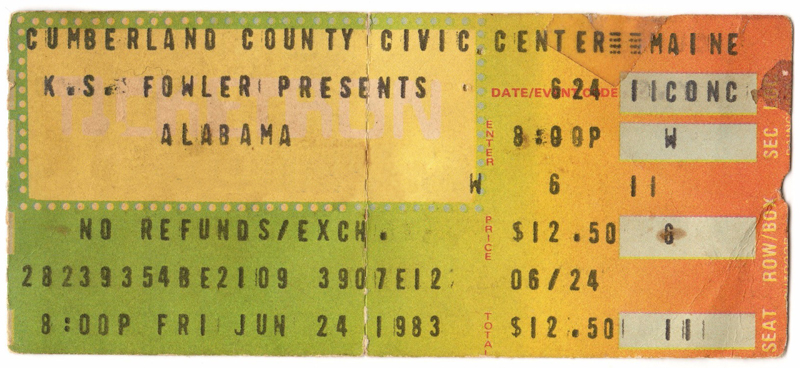 CUMBERLAND COUNTY CIVIC CENTER MAINE
K.S. FOWLER PRESENTS
TICKETRON
DATE/EVENT CODE 624 CONC
ALABAMA
ENTER 8:00P W SEC
W 6 11
NO REFUNDS/EXCH. PRICE $12.50 6 ROW/BOX
28239354BE2109 3907E12 06/24
8:00P FRI JUN 24 1983 TOTAL $12.50 11 SEAT